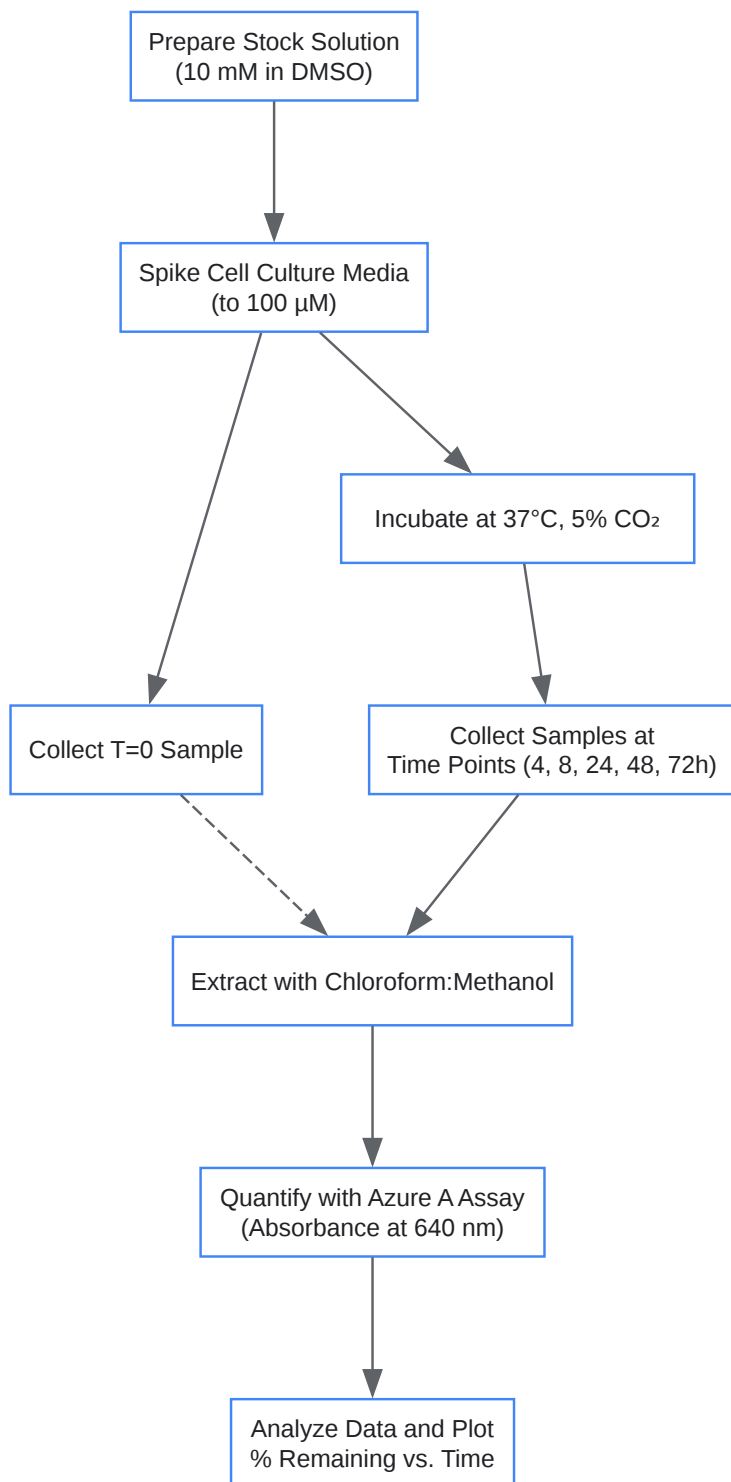 Prepare Stock Solution
(10 mM in DMSO)
Spike Cell Culture Media
(to 100 µM)
Incubate at 37°C, 5% CO₂
Collect T=0 Sample
Collect Samples at
Time Points (4, 8, 24, 48, 72h)
Extract with Chloroform:Methanol
Quantify with Azure A Assay
(Absorbance at 640 nm)
Analyze Data and Plot
% Remaining vs. Time